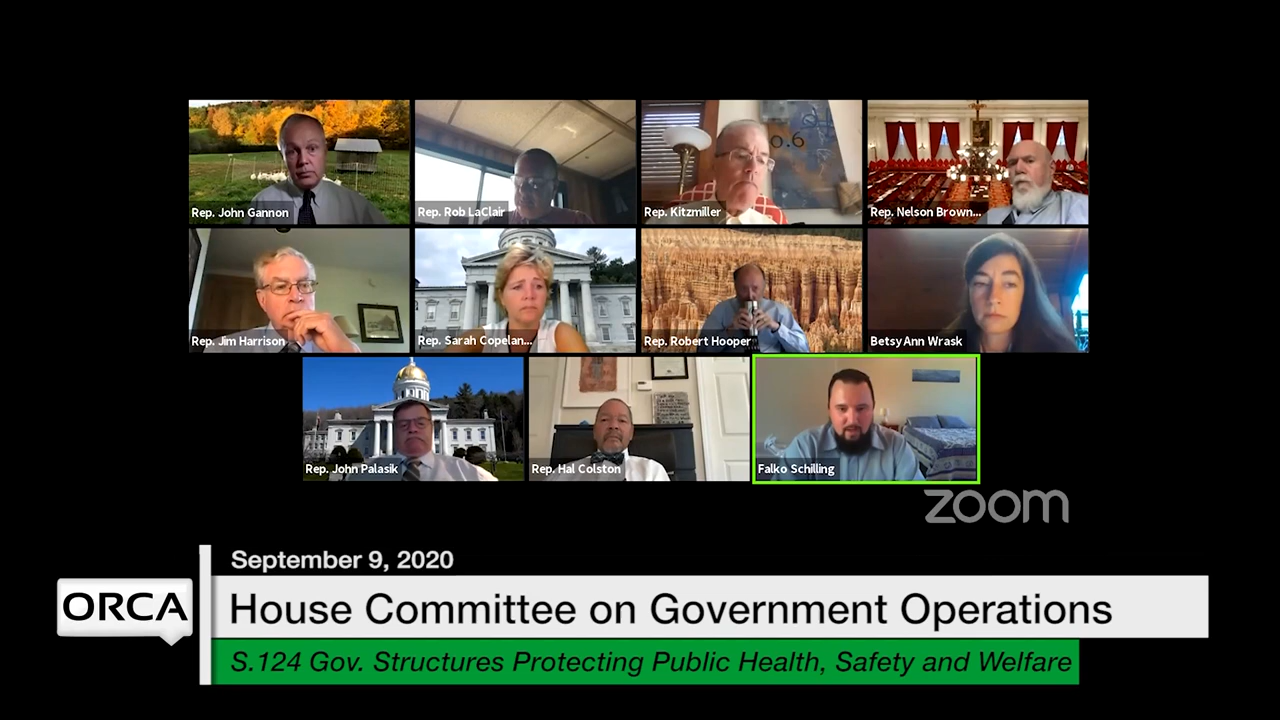 Rep. John Gannon
Rep. Rob LaClair
Rep. Kitzmiller
o.6
Rep. Nelson Brown...
Rep. Jim Harrison
Rep. Sarah Copelan...
Rep. Robert Hooper
BetsyAnn Wrask
Rep. John Palasik
Rep. Hal Colston
Falko Schilling
zoom
September 9, 2020
ORCA
House Committee on Government Operations
S.124 Gov. Structures Protecting Public Health, Safety and Welfare